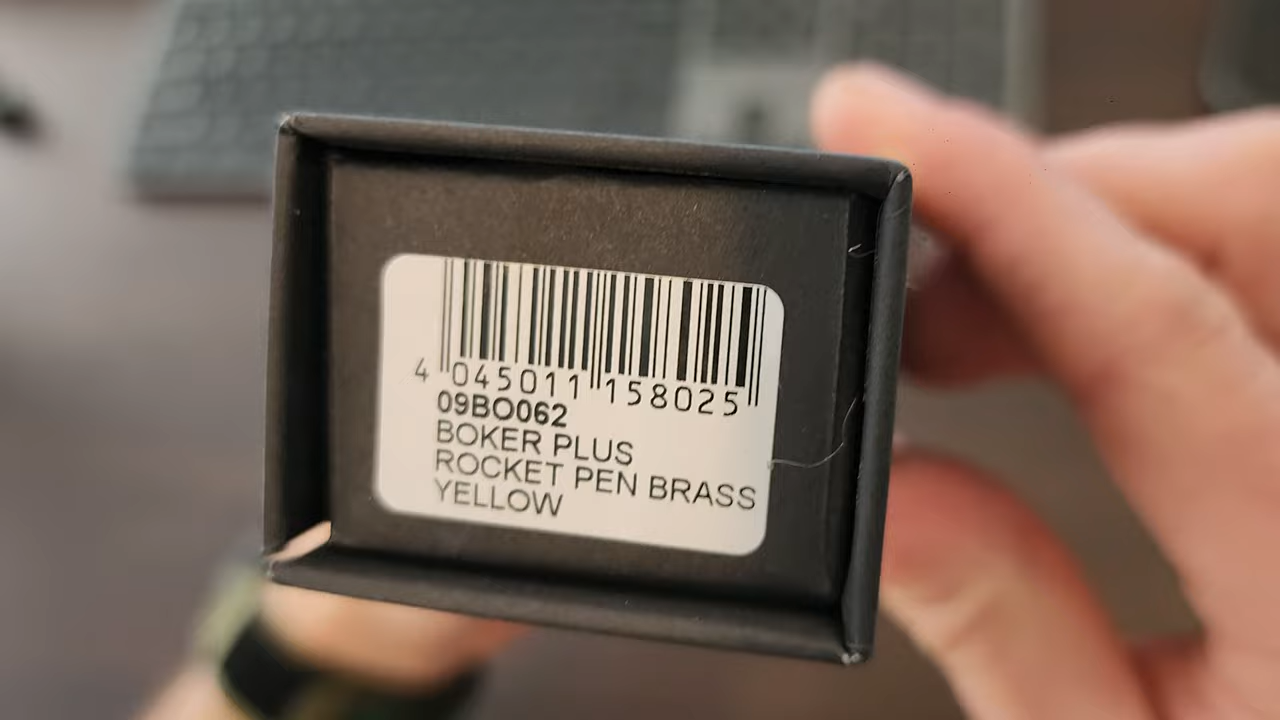 4 045011 158025
09BO062
BOKER PLUS
ROCKET PEN BRASS
YELLOW